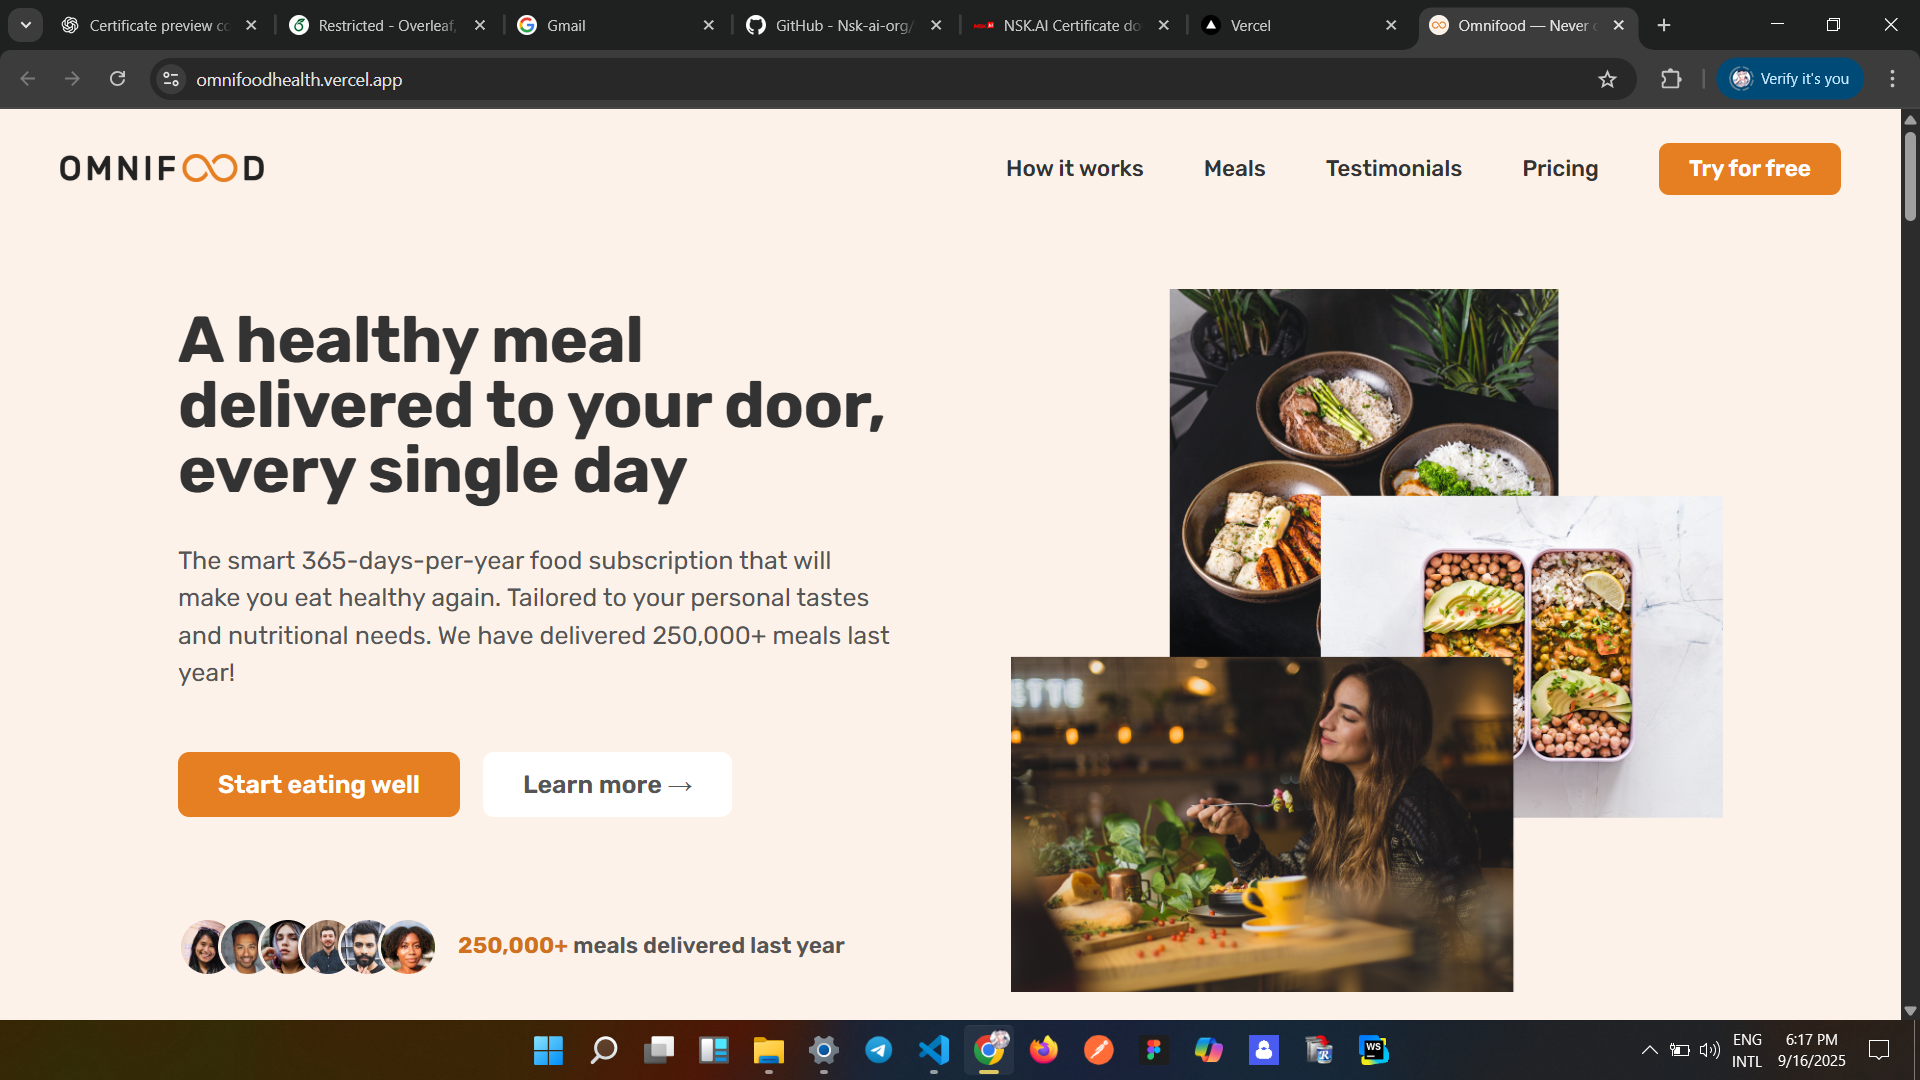 Certificate preview co
Restricted - Overleaf,
Gmail
GitHub - Nsk-ai-org/
NSK.AI Certificate do
Vercel
Omnifood — Never
omnifoodhealth.vercel.app
Verify it's you
OMNIFOOD
How it works
Meals
Testimonials
Pricing
Try for free
A healthy meal
delivered to your door,
every single day
The smart 365-days-per-year food subscription that will
make you eat healthy again. Tailored to your personal tastes
and nutritional needs. We have delivered 250,000+ meals last
year!
Start eating well
Learn more →
250,000+ meals delivered last year
ETTE
WS
ENG
INTL
6:17 PM
9/16/2025